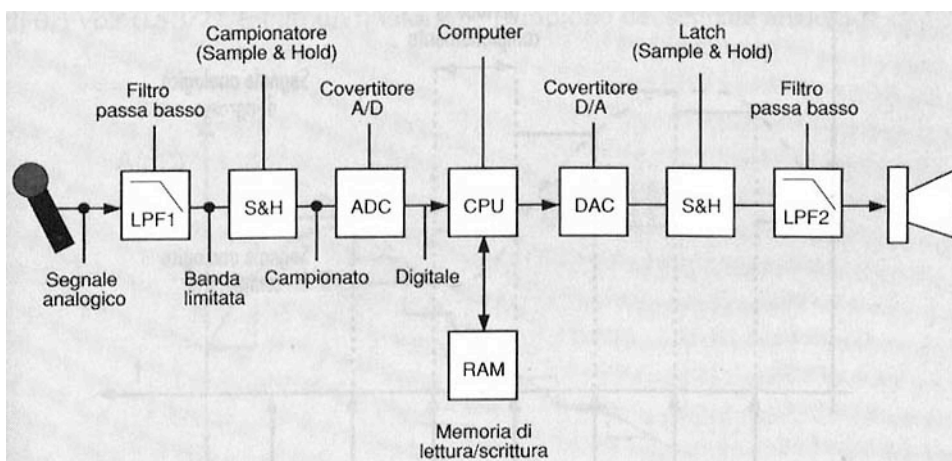 Campionatore
(Sample & Hold)
Computer
Latch
(Sample & Hold)
Filtro
passa basso
Covertitore
A/D
Covertitore
D/A
Filtro
passa basso
LPF1
S&H
ADC
CPU
DAC
S&H
LPF2
Segnale
analogico
Banda
limitata
Campionato
Digitale
RAM
Memoria di
lettura/scrittura